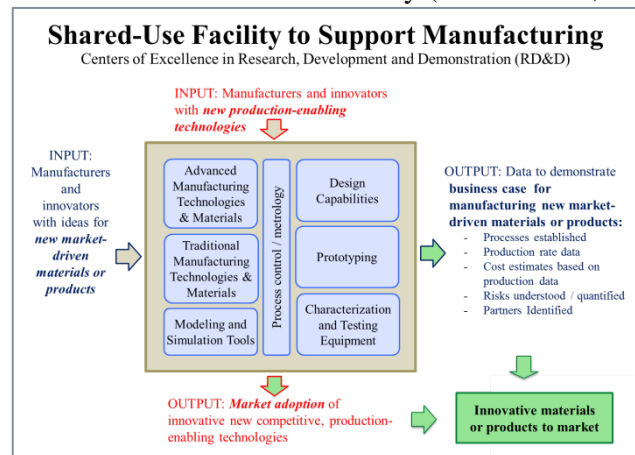 Shared-Use Facility to Support Manufacturing
Centers of Excellence in Research, Development and Demonstration (RD&D)
INPUT: Manufacturers and innovators
with new production-enabling
technologies
INPUT:
Manufacturers
and
innovators
with ideas for
new market-
driven
materials or
products
Advanced
Manufacturing
Technologies
& Materials
Traditional
Manufacturing
Technologies &
Materials
Modeling and
Simulation Tools
Process control / metrology
Design
Capabilities
Prototyping
Characterization
and Testing
Equipment
OUTPUT: Data to demonstrate
business case for
manufacturing new market-
driven materials or products:
- Processes established
- Production rate data
- Cost estimates based on
production data
- Risks understood / quantified
- Partners Identified
OUTPUT: Market adoption of
innovative new competitive, production-
enabling technologies
Innovative materials
or products to market